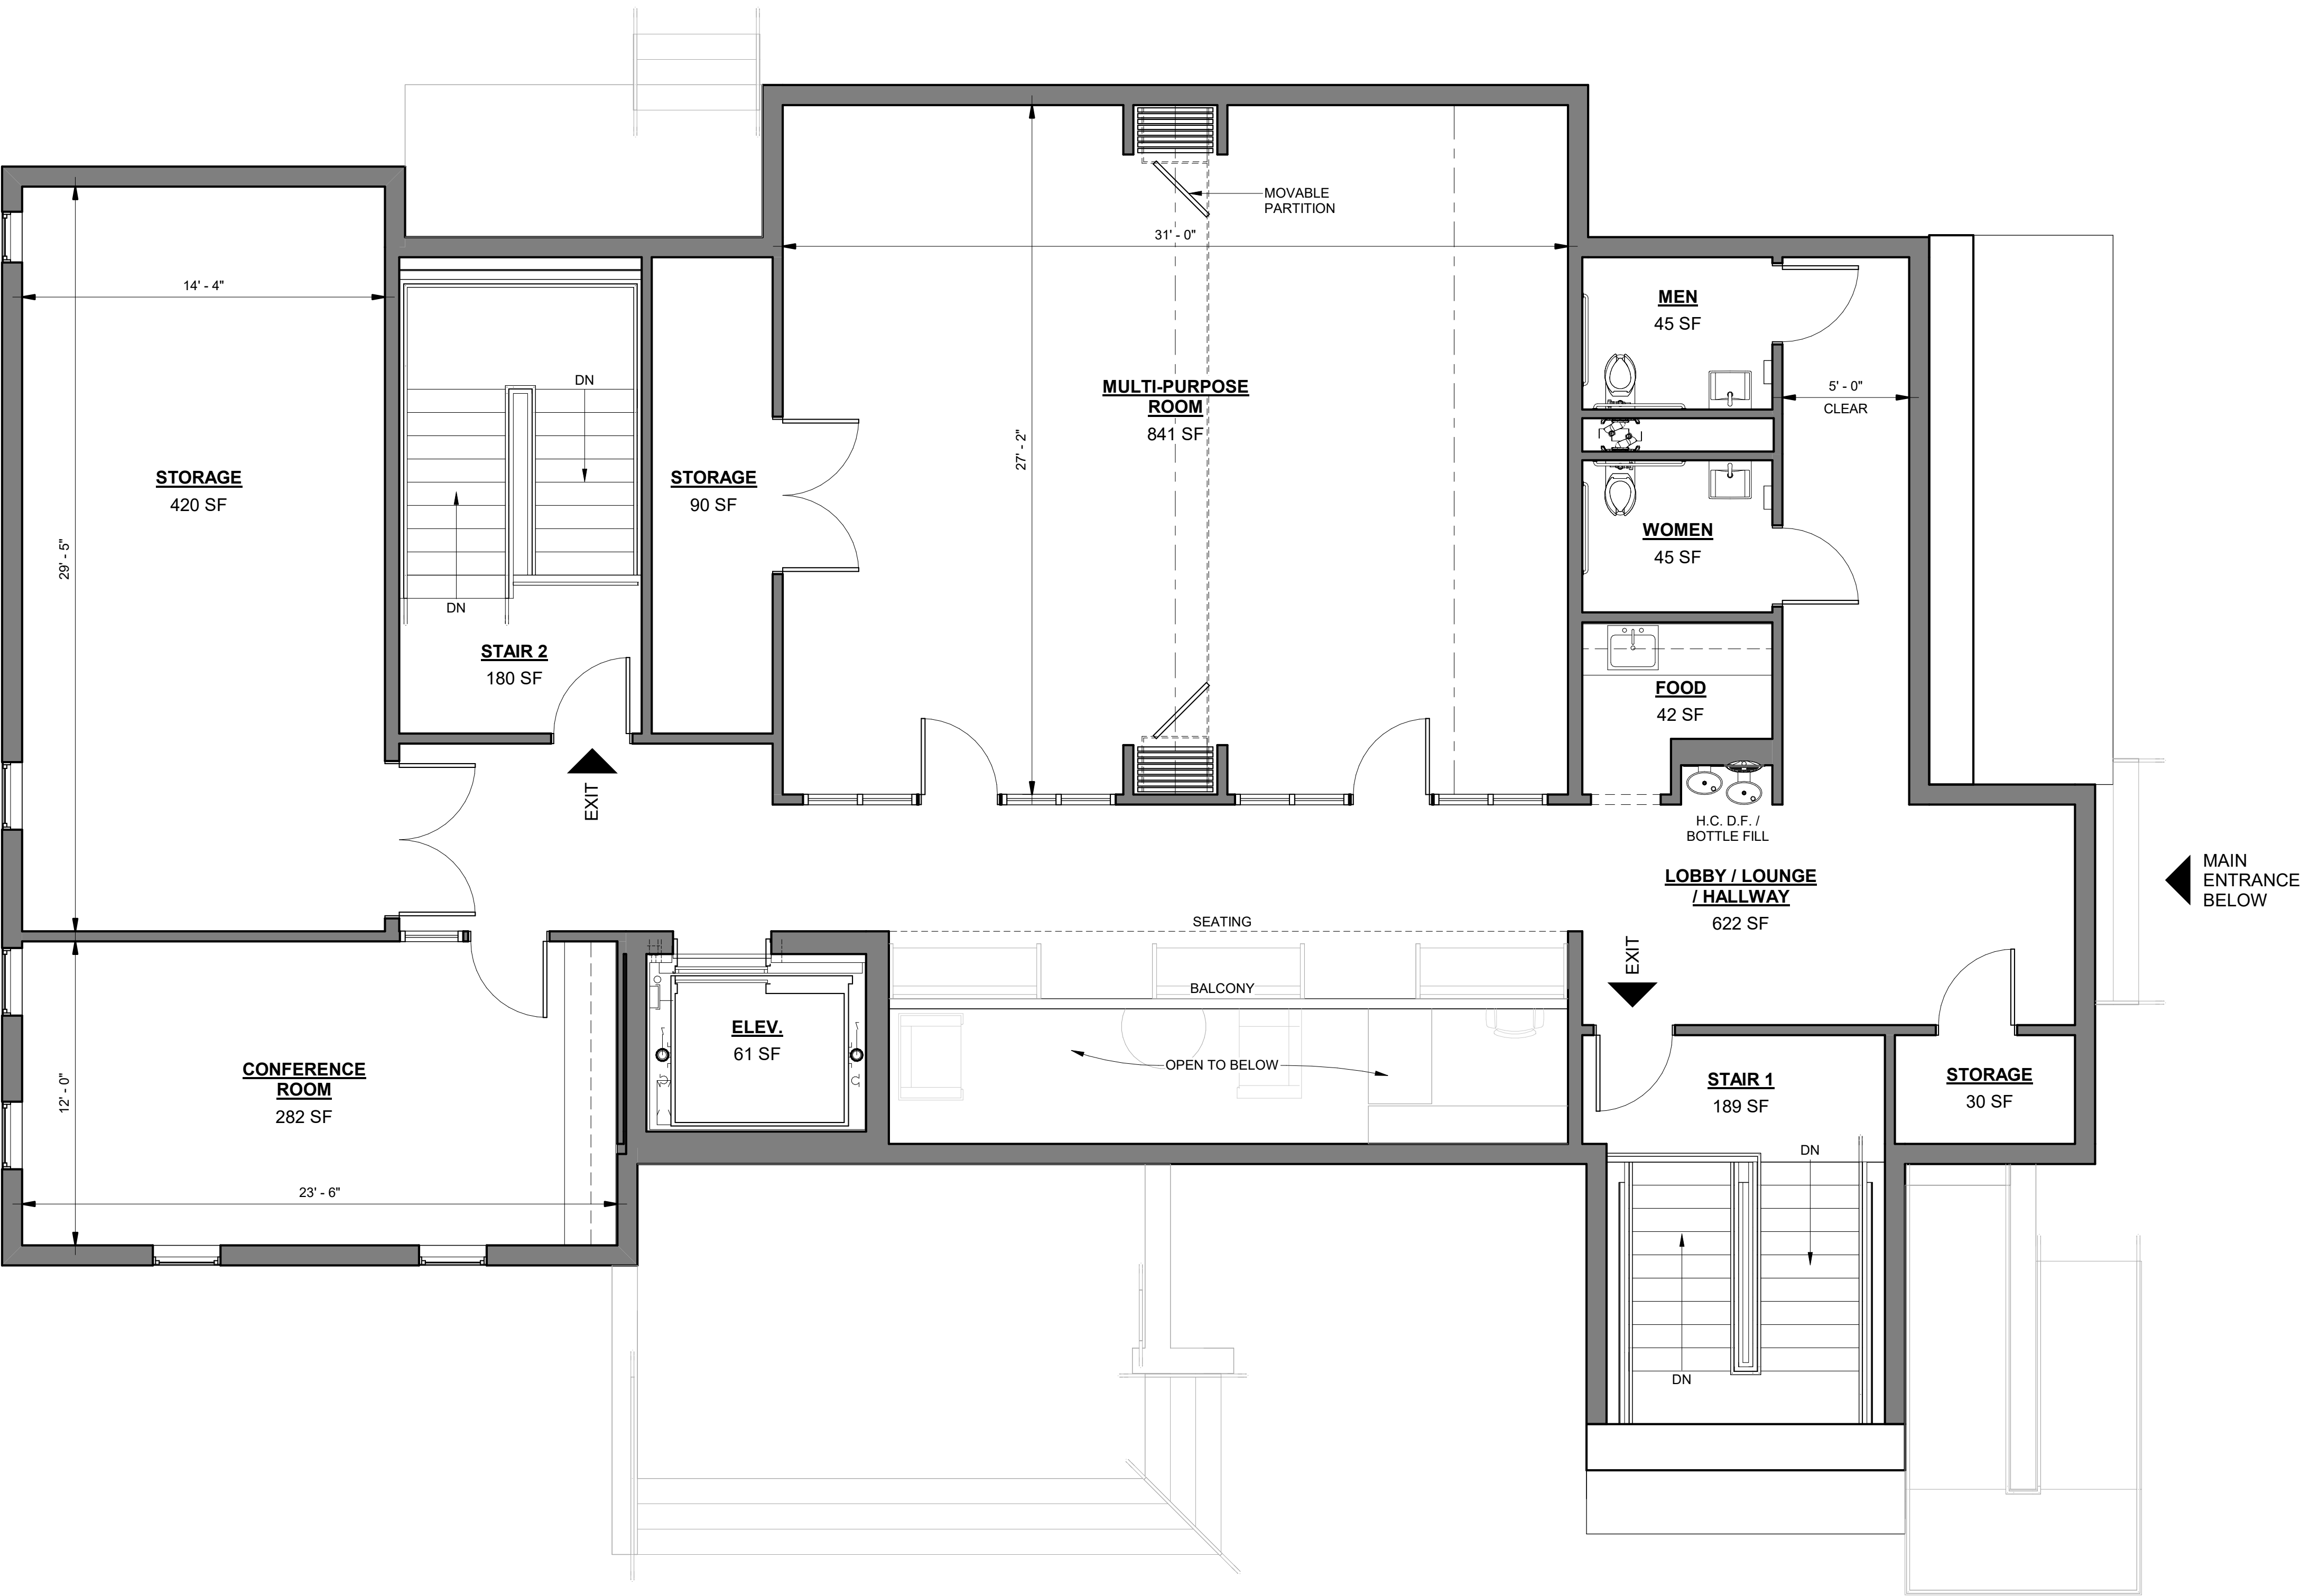 MOVABLE
PARTITION
31' - 0"
14' - 4"
MEN
45 SF
5' - 0"
CLEAR
DN
MULTI-PURPOSE
ROOM
841 SF
27' - 2"
STORAGE
420 SF
STORAGE
90 SF
WOMEN
45 SF
29' - 5"
DN
STAIR 2
180 SF
FOOD
42 SF
EXIT
H.C. D.F. /
BOTTLE FILL
LOBBY / LOUNGE
/ HALLWAY
622 SF
MAIN
ENTRANCE
BELOW
SEATING
EXIT
BALCONY
ELEV.
61 SF
OPEN TO BELOW
CONFERENCE
ROOM
282 SF
12' - 0"
STAIR 1
189 SF
STORAGE
30 SF
DN
23' - 6"
DN